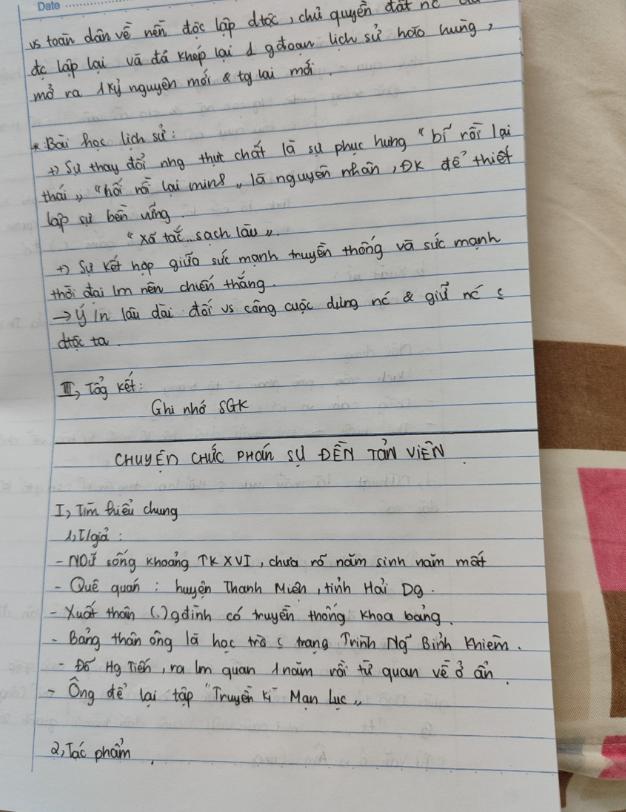 Date
vs toàn dân về nền độc lập dtộc, chủ quyền đất nc
đc lập lại và đã khép lại 1 gđoạn lịch sử hào hùng,
mở ra 1 kỷ nguyên mới & tg lai mới.
* Bài học lịch sử:
+) Sự thay đổi nhg thực chất là sự phục hưng "bĩ rồi lại
thái", "hối rồi lại minh" là nguyên nhân, ĐK để thiết
lập sự bền vững.
"xã tắc...sạch làu".
+) Sự kết hợp giữa sức mạnh truyền thống và sức mạnh
thời đại lm nên chiến thắng.
→ Ý ln lâu dài đối vs công cuộc dựng nc & giữ nc s
dtộc ta.
III, Tổg kết:
Ghi nhớ SGK
CHUYỆN CHỨC PHÁN SỰ ĐỀN TẢN VIÊN
I, Tìm hiểu chung
1, T/giả:
- NDữ sống khoảng TK XVI, chưa rõ năm sinh năm mất
- Quê quán: huyện Thanh Miện, tỉnh Hải Dg.
- Xuất thân (.) gđình có truyền thống khoa bảng.
- Bảng thân ông là học trò s trạng Trình Ng~ Bỉnh Khiêm.
- Đỗ Hg Tiến, ra lm quan 1 năm rồi từ quan về ở ẩn.
- Ông để lại tập "Truyền kì Mạn Lục"
2, Tác phẩm